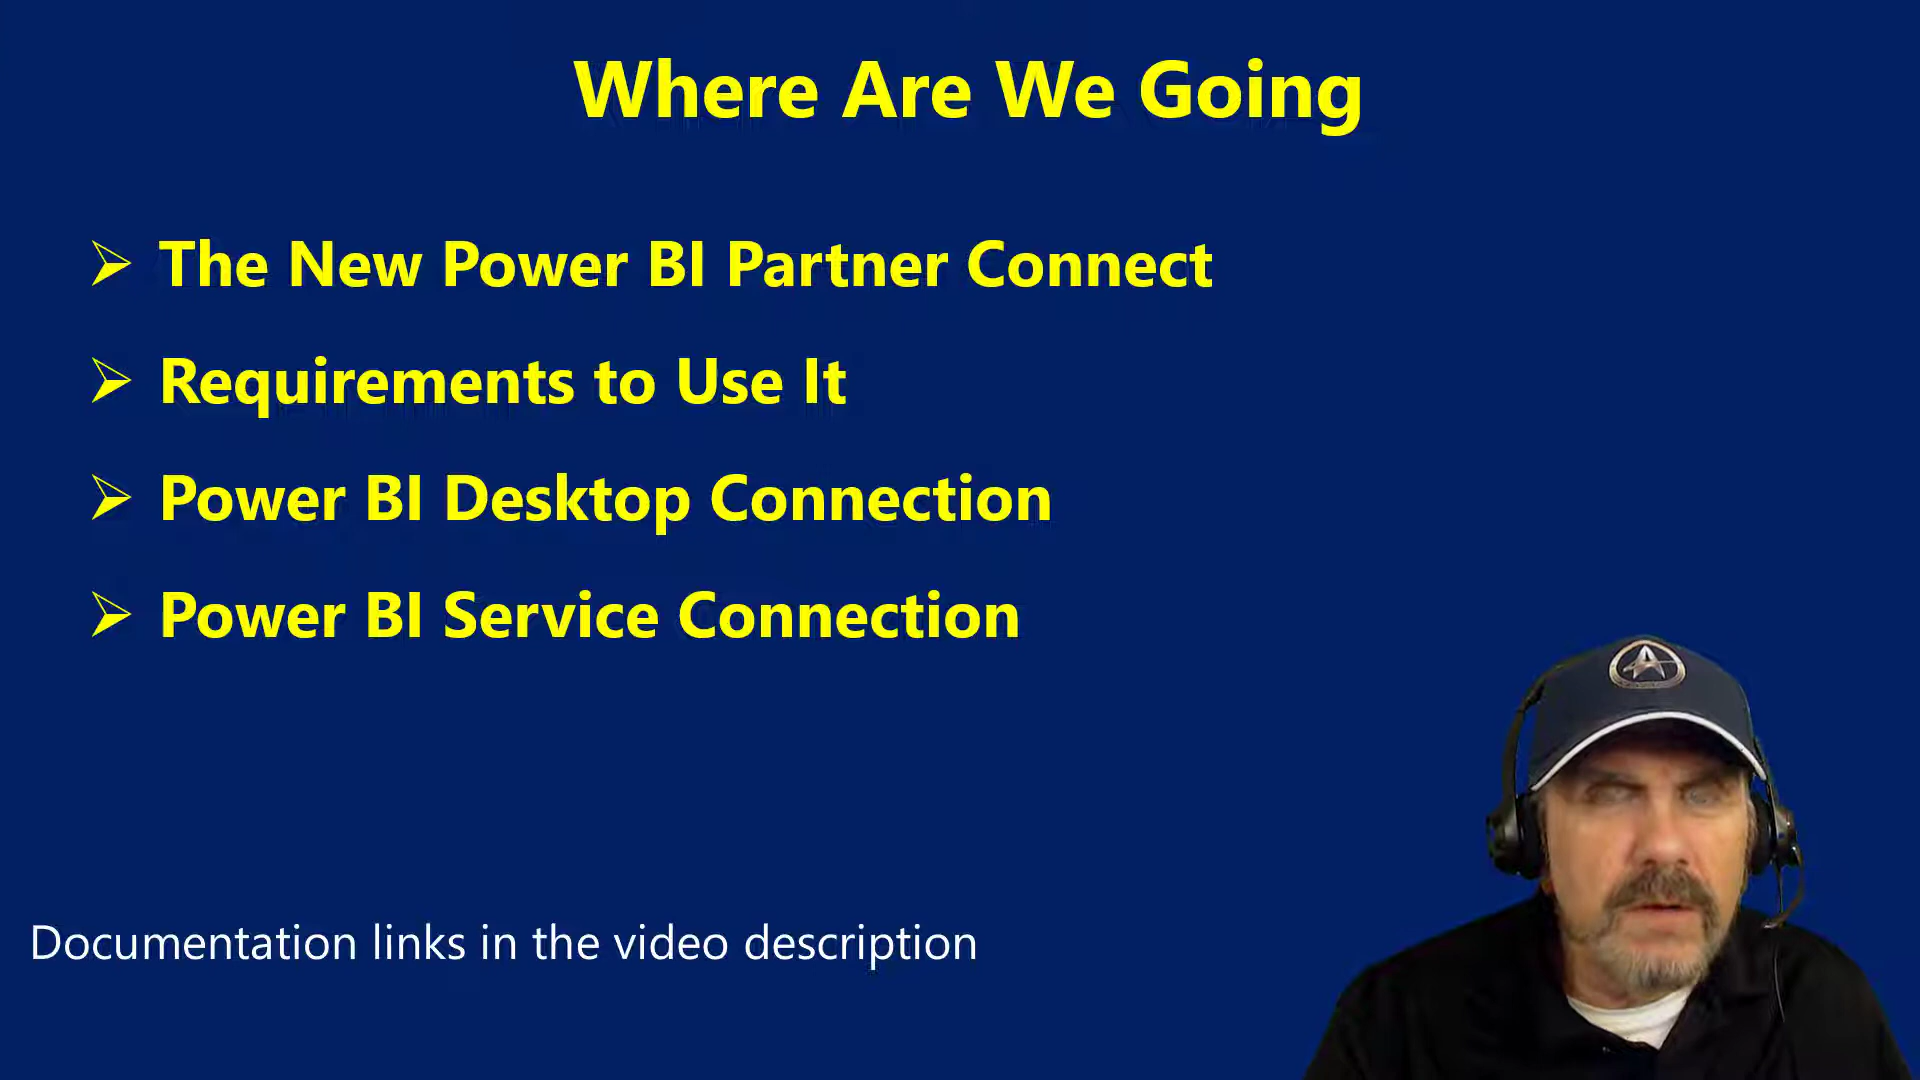 Where Are We Going
➢ The New Power BI Partner Connect
➢ Requirements to Use It
➢ Power BI Desktop Connection
➢ Power BI Service Connection
Documentation links in the video description